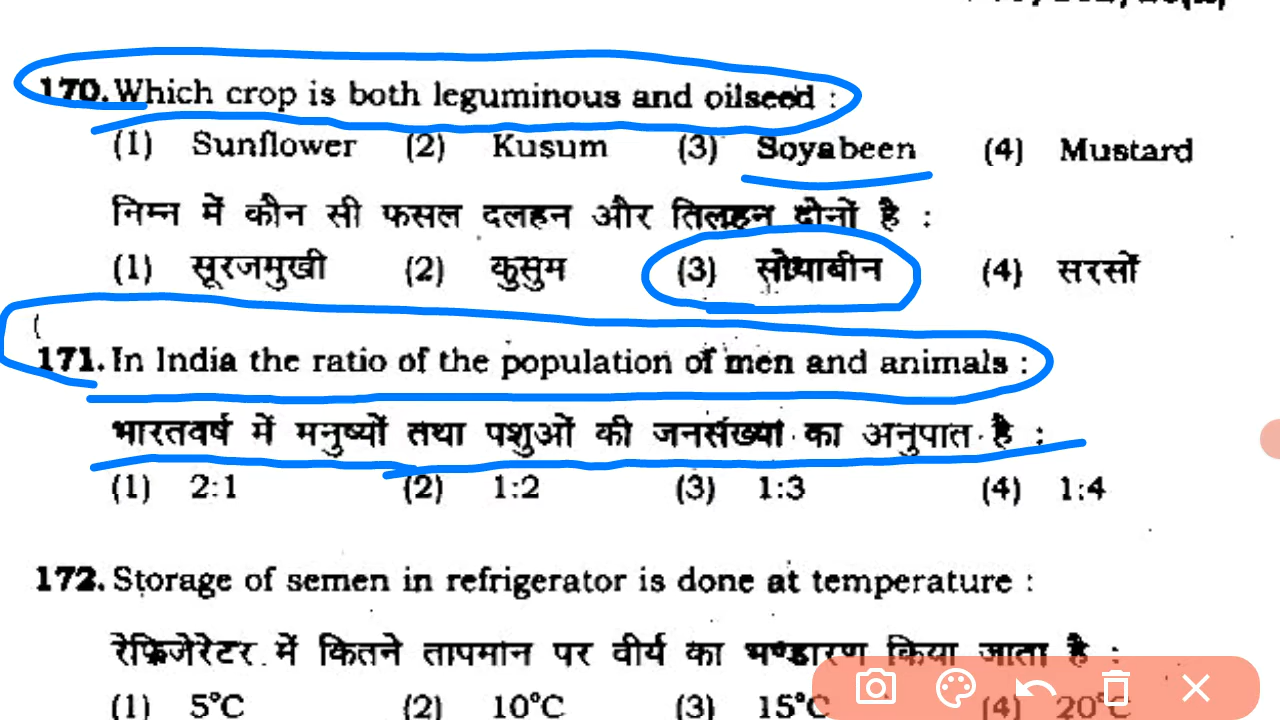 170. Which crop is both leguminous and oilseed :
(1) Sunflower (2) Kusum (3) Soyabeen (4) Mustard
निम्न में कौन सी फसल दलहन और तिलहन दोनों है :
(1) सूरजमुखी (2) कुसुम (3) सोयाबीन (4) सरसों
171. In India the ratio of the population of men and animals :
भारतवर्ष में मनुष्यों तथा पशुओं की जनसंख्या का अनुपात है :
(1) 2:1 (2) 1:2 (3) 1:3 (4) 1:4
172. Storage of semen in refrigerator is done at temperature :
रेफ्रिजेरेटर में कितने तापमान पर वीर्य का भण्डारण किया जाता है :
(1) 5°C (2) 10°C (3) 15°C (4) 20°C